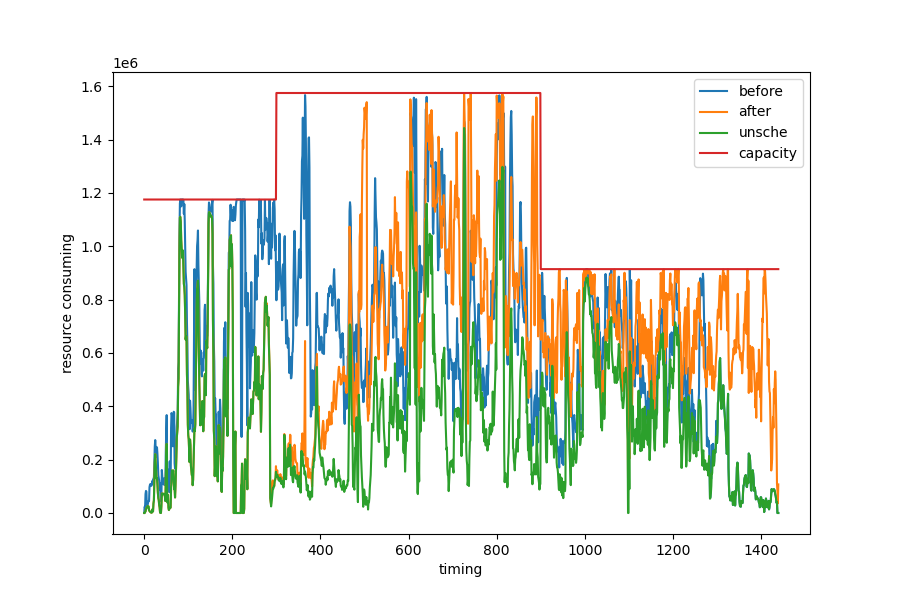 1e6
1.6
1.4
1.2
1.0
0.8
0.6
0.4
0.2
0.0
resource consuming
before
after
unsche
capacity
0 200 400 600 800 1000 1200 1400
timing